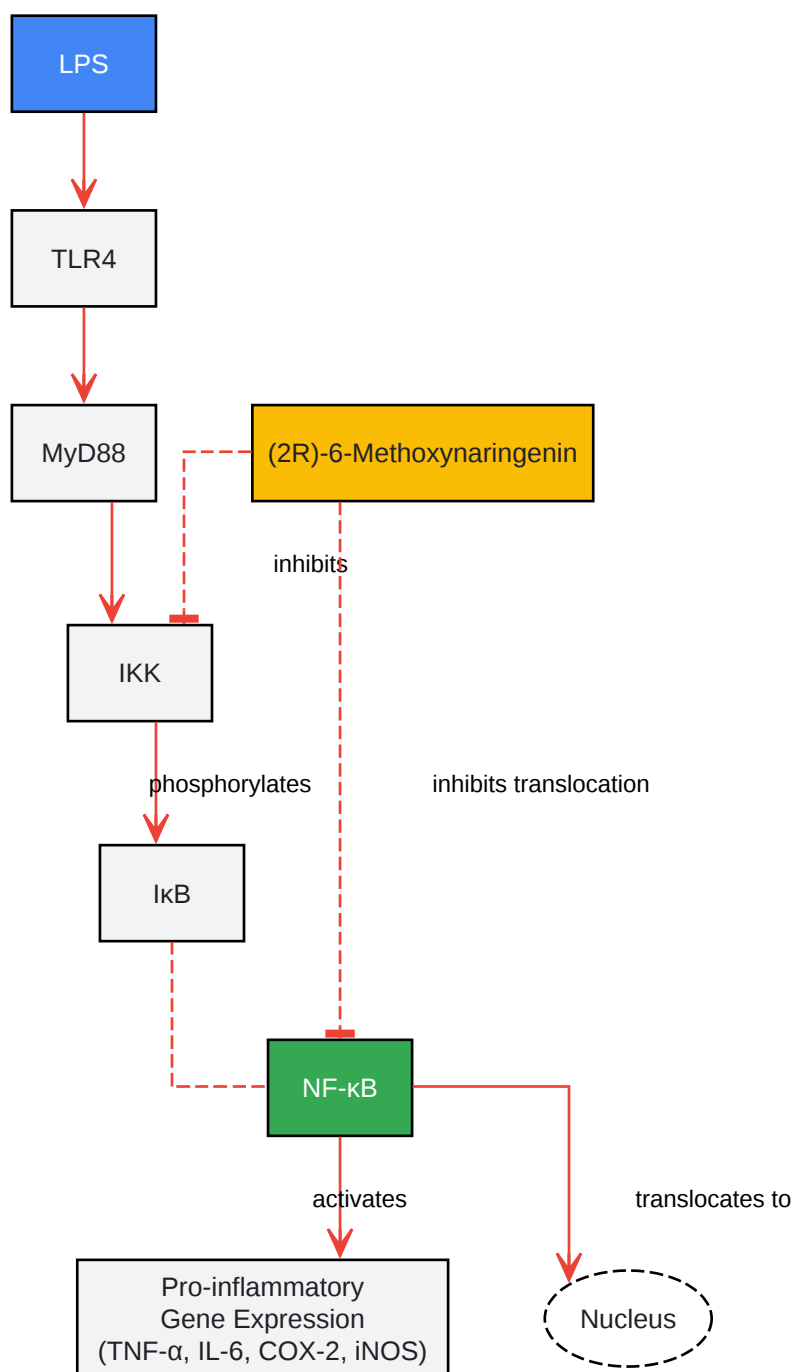 LPS
TLR4
MyD88
(2R)-6-Methoxynaringenin
inhibits
IKK
phosphorylates
inhibits translocation
IκB
NF-κB
activates
translocates to
Pro-inflammatory
Gene Expression
(TNF-α, IL-6, COX-2, iNOS)
Nucleus